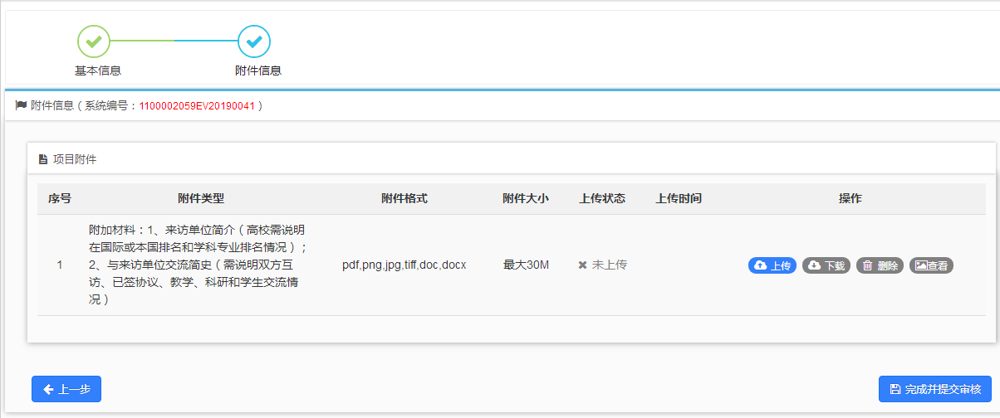 基本信息
附件信息
附件信息（系统编号：1100002059EV20190041）
项目附件
序号 附件类型 附件格式 附件大小 上传状态 上传时间 操作
附加材料：1、来访单位简介（高校需说明
在国际或本国排名和学科专业排名情况）；
1 2、与来访单位交流简史（需说明双方互 pdf,png,jpg,tiff,doc,docx 最大30M 未上传 上传 下载 删除 查看
访、已签协议、教学、科研和学生交流情
况）
上一步
完成并提交审核